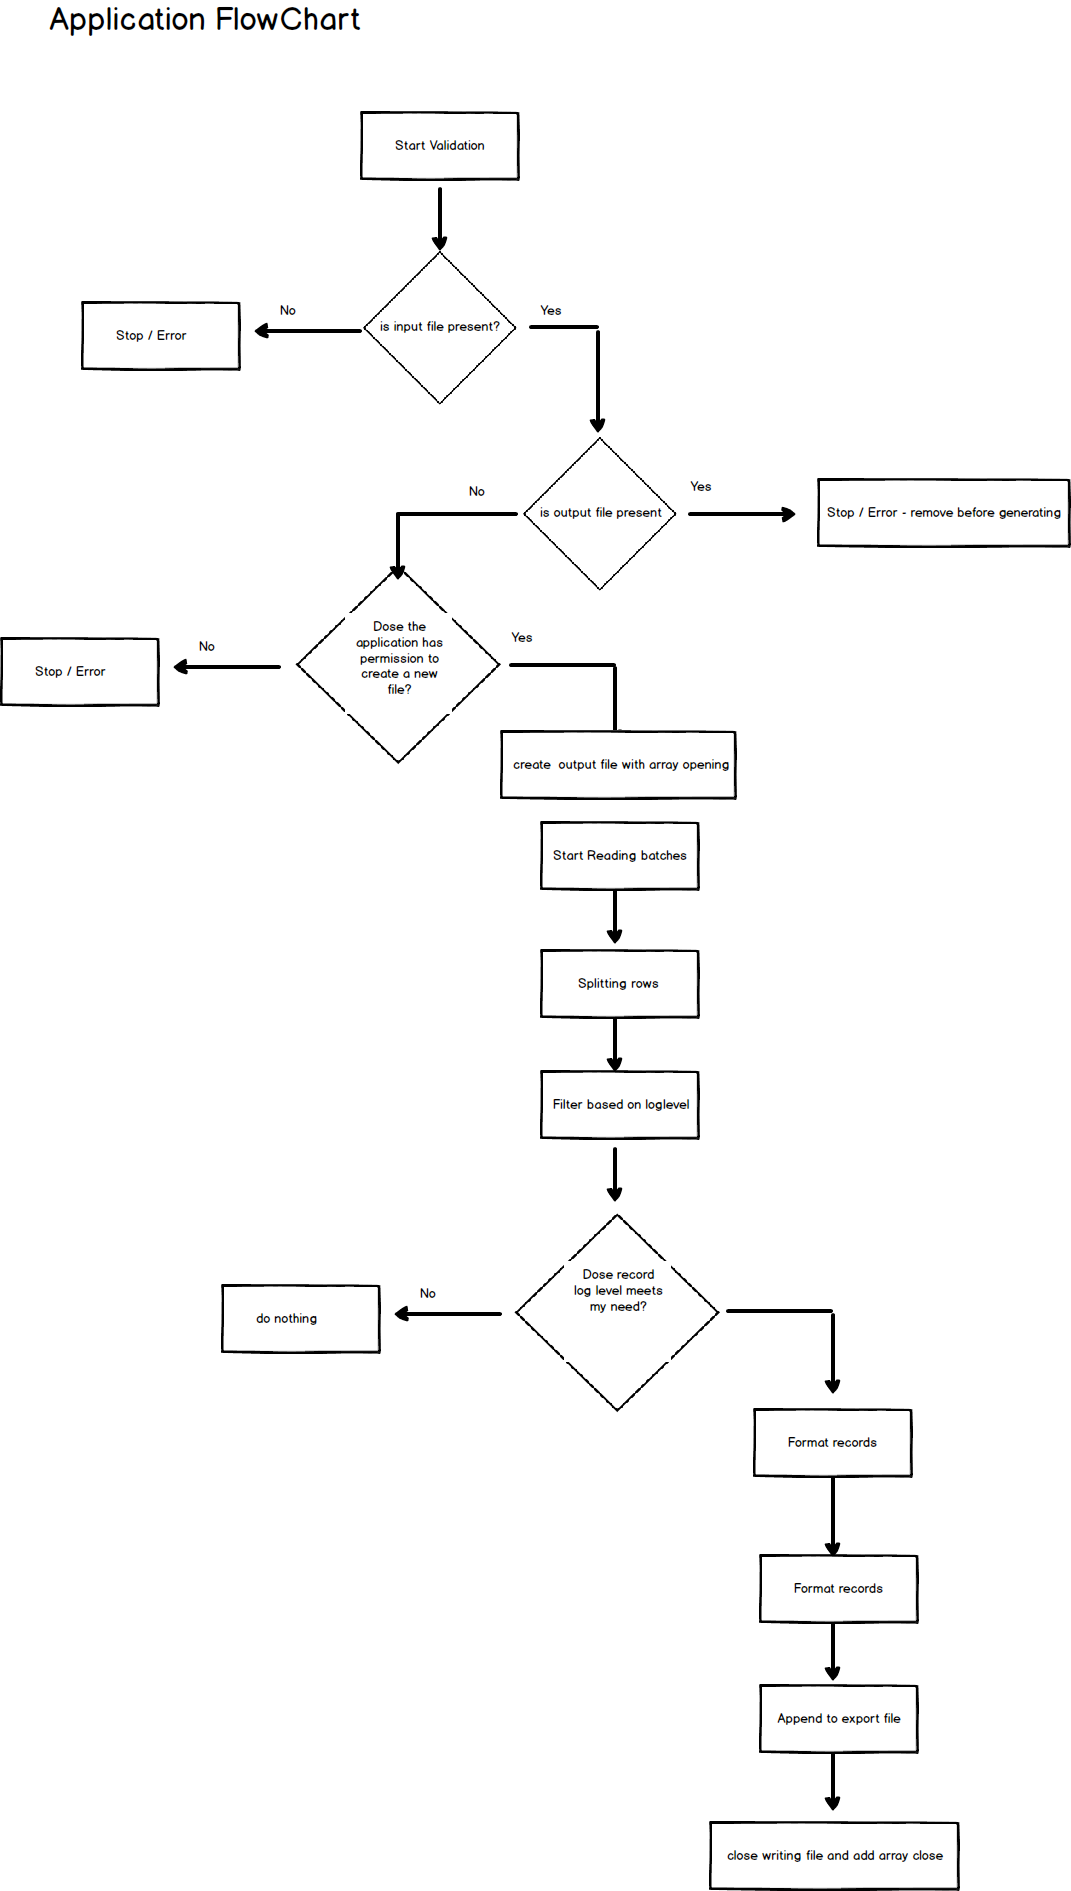 Application FlowChart
Start Validation
No
Yes
Stop / Error
is input file present?
No
Yes
is output file present
Stop / Error - remove before generating
No
Yes
Stop / Error
Dose the
application has
permission to
create a new
file?
create  output file with array opening
Start Reading batches
Splitting rows
Filter based on loglevel
Dose record
log level meets
my need?
No
do nothing
Format records
Format records
Append to export file
close writing file and add array close